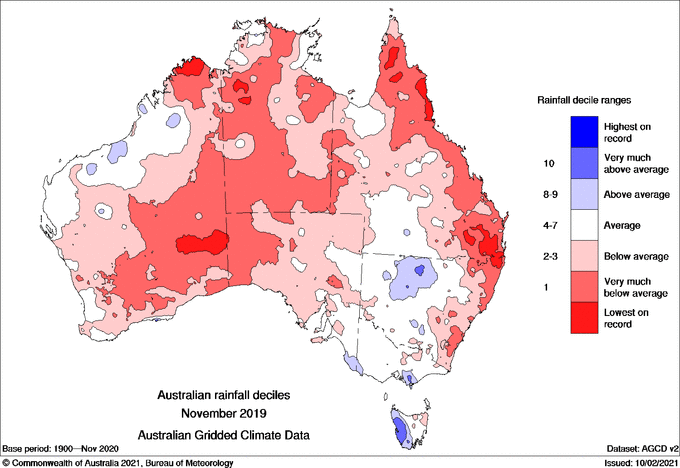 Rainfall decile ranges
Highest on
record
10
Very much
above average
8-9
Above average
4-7
Average
2-3
Below average
1
Very much
below average
Lowest on
record
Australian rainfall deciles
November 2019
Australian Gridded Climate Data
Base period: 1900—Nov 2020
Dataset: AGCD v2
© Commonwealth of Australia 2021, Bureau of Meteorology
Issued: 10/02/2021